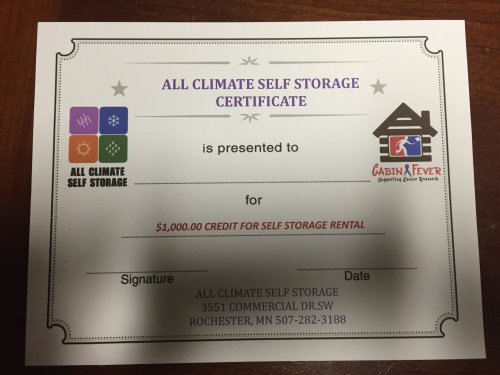 ALL CLIMATE SELF STORAGE
CERTIFICATE
is presented to
ALL CLIMATE
SELF STORAGE
CABIN FEVER
Supporting Cancer Research
for
$1,000.00 CREDIT FOR SELF STORAGE RENTAL
Signature
Date
ALL CLIMATE SELF STORAGE
3551 COMMERCIAL DR.SW
ROCHESTER, MN 507-282-3188